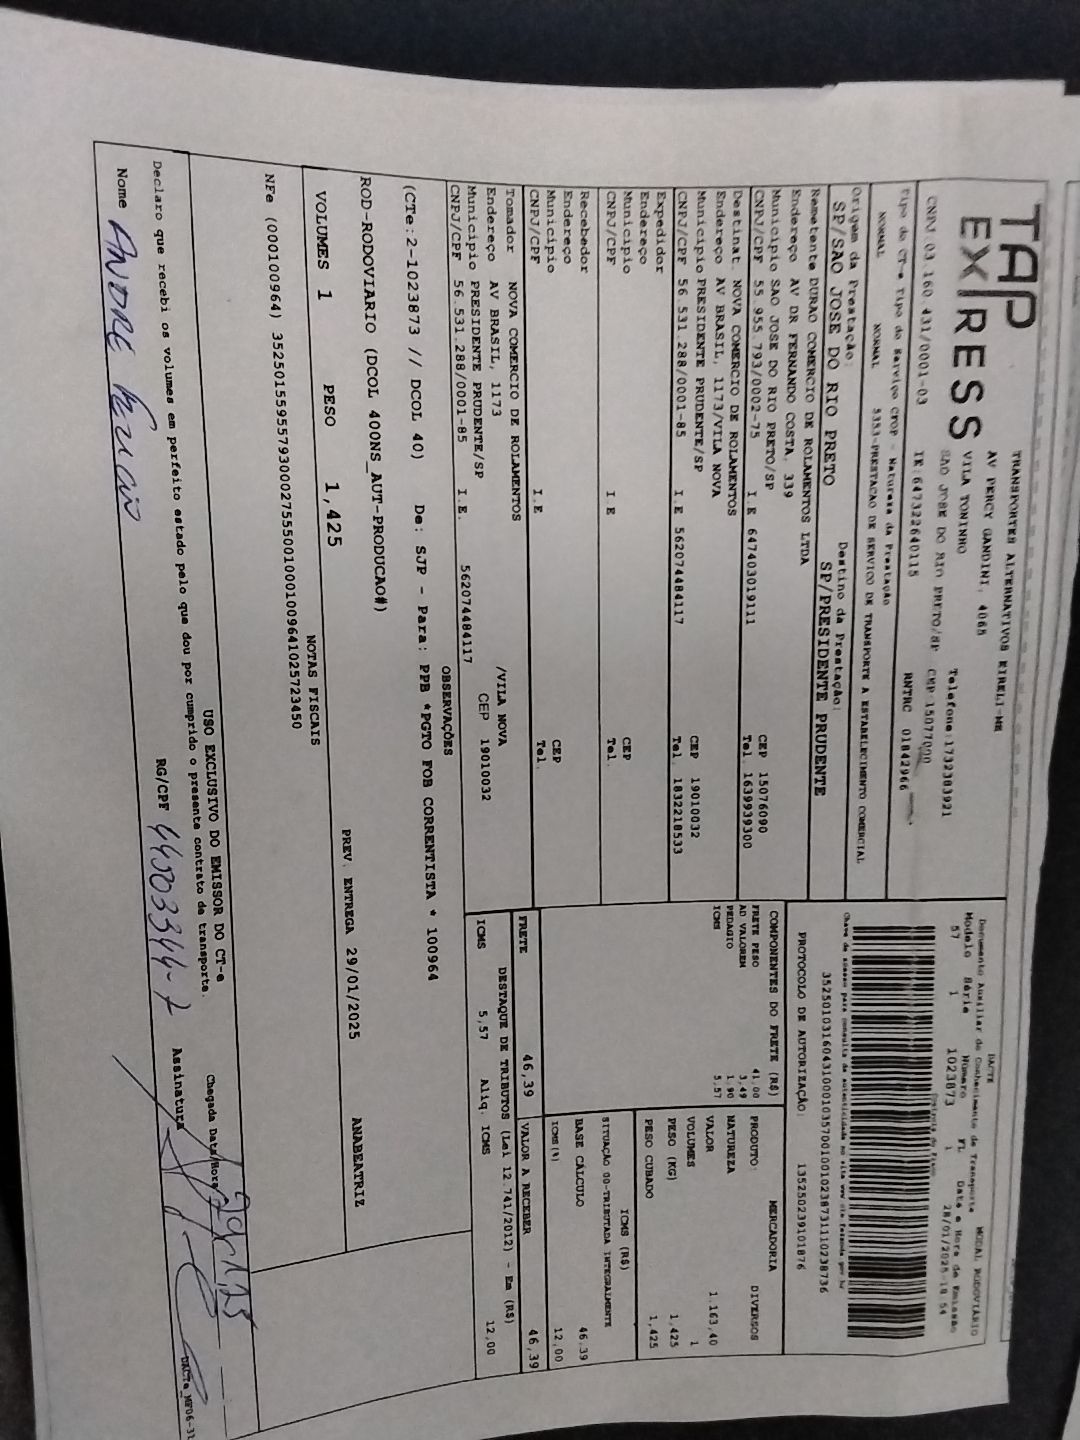 TAP
EXPRESS
TRANSPORTES ALTERNATIVOS EIRELI-ME
AV PERCY GANDINI, 4065
VILA TONINHO Telefone:1732383921
SAO JOSE DO RIO PRETO/SP CEP 15077000
CNPJ 03.160.431/0001-03 IE:647322640115 RNTRC 01842966
Tipo do CT-e Tipo do Serviço CFOP - Natureza da Prestação
NORMAL NORMAL 5353-PRESTACAO DE SERVICO DE TRANSPORTE A ESTABELECIMENTO COMERCIAL
Origem da Prestação: Destino da Prestação:
SP/SAO JOSE DO RIO PRETO SP/PRESIDENTE PRUDENTE
Remetente DURAO COMERCIO DE ROLAMENTOS LTDA
Endereço AV DR FERNANDO COSTA, 339
Município SAO JOSE DO RIO PRETO/SP CEP 15076090
CNPJ/CPF 55.955.793/0002-75 I.E 647403019111 Tel. 1639939300
Destinat. NOVA COMERCIO DE ROLAMENTOS
Endereço AV BRASIL, 1173/VILA NOVA
Município PRESIDENTE PRUDENTE/SP CEP 19010032
CNPJ/CPF 56.531.288/0001-85 I.E 562074484117 Tel. 1832218533
Expedidor
Endereço
Município CEP
CNPJ/CPF I.E Tel.
Recebedor
Endereço
Município CEP
CNPJ/CPF I.E Tel.
Tomador NOVA COMERCIO DE ROLAMENTOS
Endereço AV BRASIL, 1173 /VILA NOVA
Município PRESIDENTE PRUDENTE/SP CEP 19010032
CNPJ/CPF 56.531.288/0001-85 I.E. 562074484117
DACTE MODAL RODOVIÁRIO
Documento Auxiliar do Conhecimento de Transporte
Modelo Série Número FL Data e Hora de Emissão
57 1 1023873 1 28/01/2025-18:54
Controle do Fisco
Chave de acesso para consulta de autenticidade no site www.cte.fazenda.gov.br
PROTOCOLO DE AUTORIZAÇÃO: 135250239101876
COMPONENTES DO FRETE (R$)
FRETE PESO 41,00
AD VALOREM 3,49
PEDAGIO 1,90
ICMS 5,57
MERCADORIA
PRODUTO: DIVERSOS
NATUREZA
VALOR 1.163,40
VOLUMES 1
PESO (KG) 1,425
PESO CUBADO 1,425
ICMS (R$)
SITUAÇÃO 00-TRIBUTADA INTEGRALMENTE
BASE CÁLCULO 46,39
ICMS (%) 12,00
FRETE 46,39 VALOR A RECEBER 46,39
DESTAQUE DE TRIBUTOS (Lei 12.741/2012) - Em (R$)
ICMS 5,57 Aliq. ICMS 12,00
OBSERVAÇÕES
(CTe:2-1023873 // DCOL 40) De: SJP - Para: PPB *PGTO FOB CORRENTISTA * 100964
ROD-RODOVIARIO (DCOL 400NS_AUT-PRODUCAO#)
PREV. ENTREGA 29/01/2025 ANABEATRIZ
VOLUMES 1 PESO 1,425
NOTAS FISCAIS
NFe (000100964) 35250155955793000275550010001009641025723450
USO EXCLUSIVO DO EMISSOR DO CT-e
Declaro que recebi os volumes em perfeito estado pelo que dou por cumprido o presente contrato de transporte.
Chegada Data/Hora
Nome ANDRE RG/CPF Assinatura